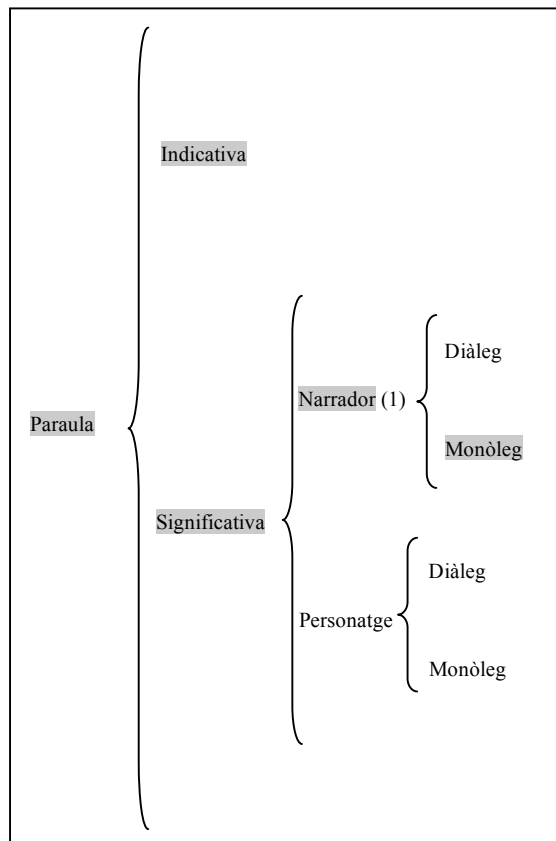 Indicativa
Diàleg
Narrador (1)
Paraula
Monòleg
Significativa
Diàleg
Personatge
Monòleg